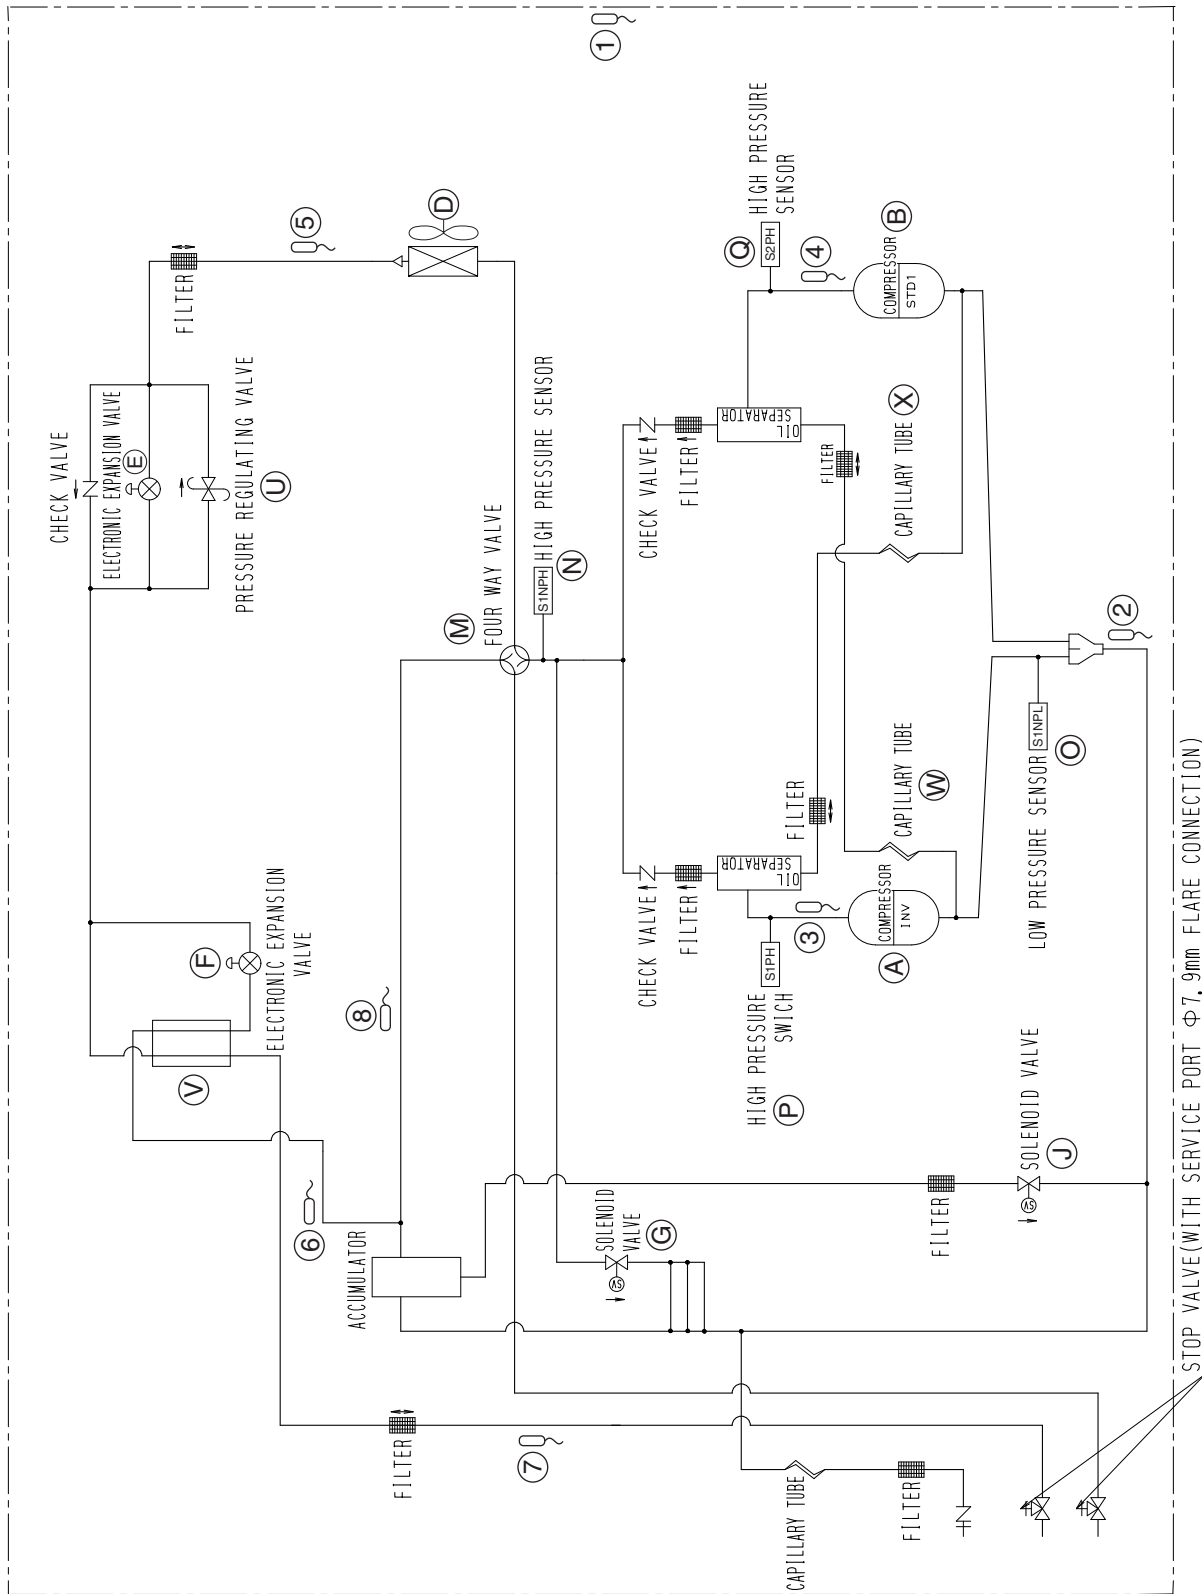 1
HIGH PRESSURE
SENSOR
Q
S2PH
4
B
COMPRESSOR
STD1
5
D
FILTER
CHECK VALVE
ELECTRONIC EXPANSION VALVE
E
PRESSURE REGULATING VALVE
U
M
FOUR WAY VALVE
S1NPH
HIGH PRESSURE SENSOR
N
CHECK VALVE
FILTER
OIL
SEPARATOR
FILTER
CAPILLARY TUBE
X
2
S1NPL
LOW PRESSURE SENSOR
O
CAPILLARY TUBE
W
FILTER
OIL
SEPARATOR
CHECK VALVE
FILTER
3
COMPRESSOR
INV
A
S1PH
HIGH PRESSURE
SWICH
P
F
ELECTRONIC EXPANSION
VALVE
V
8
6
ACCUMULATOR
SOLENOID
VALVE
G
SV
FILTER
SOLENOID VALVE
J
SV
FILTER
7
CAPILLARY TUBE
FILTER
STOP VALVE(WITH SERVICE PORT Φ7.9mm FLARE CONNECTION)